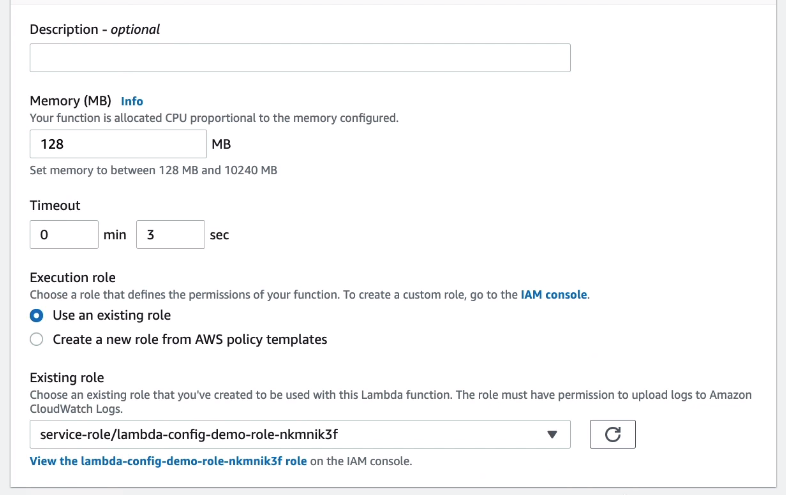 Description - optional
Memory (MB) Info
Your function is allocated CPU proportional to the memory configured.
128 MB
Set memory to between 128 MB and 10240 MB
Timeout
0 min 3 sec
Execution role
Choose a role that defines the permissions of your function. To create a custom role, go to the IAM console.
Use an existing role
Create a new role from AWS policy templates
Existing role
Choose an existing role that you've created to be used with this Lambda function. The role must have permission to upload logs to Amazon
CloudWatch Logs.
service-role/lambda-config-demo-role-nkmnik3f
View the lambda-config-demo-role-nkmnik3f role on the IAM console.